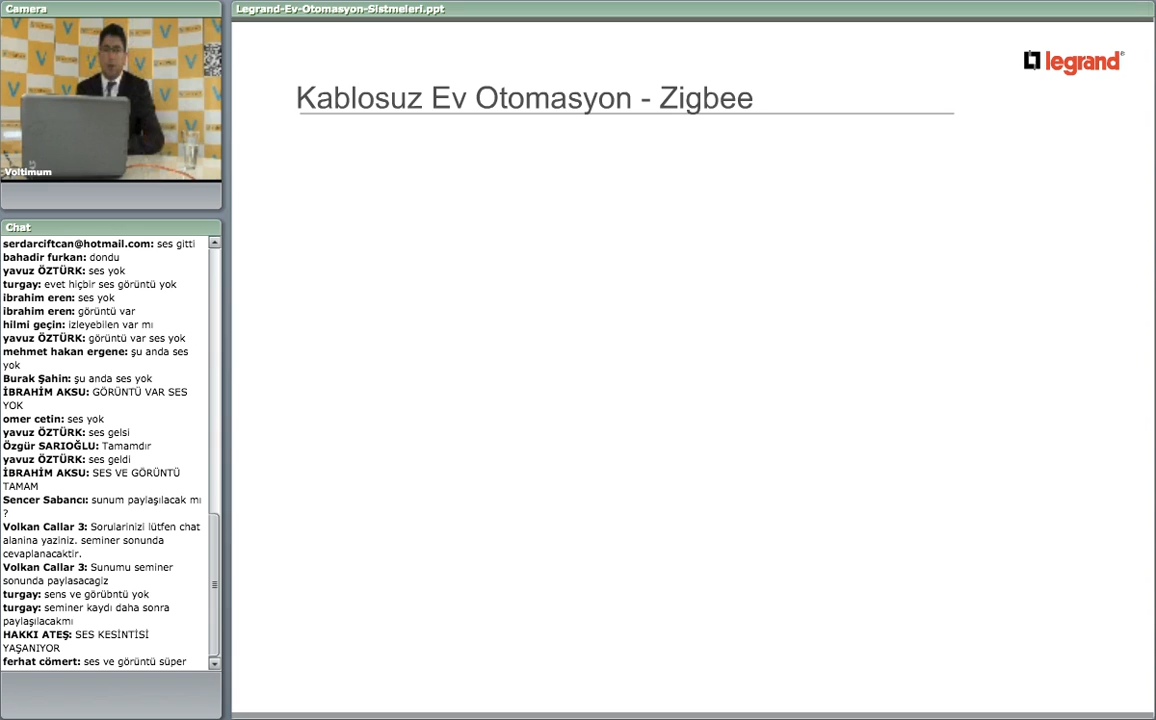 Camera
Voltimum
Chat
serdarciftcan@hotmail.com: ses gitti
bahadir furkan: dondu
yavuz ÖZTÜRK: ses yok
turgay: evet hiçbir ses görüntü yok
ibrahim eren: ses yok
ibrahim eren: görüntü var
hilmi geçin: izleyebilen var mı
yavuz ÖZTÜRK: görüntü var ses yok
mehmet hakan ergene: şu anda ses
yok
Burak Şahin: şu anda ses yok
İBRAHİM AKSU: GÖRÜNTÜ VAR SES
YOK
omer cetin: ses yok
yavuz ÖZTÜRK: ses gelsi
Özgür SARIOĞLU: Tamamdır
yavuz ÖZTÜRK: ses geldi
İBRAHİM AKSU: SES VE GÖRÜNTÜ
TAMAM
Sencer Sabancı: sunum paylaşılacak mı
?
Volkan Callar 3: Sorularinizi lütfen chat
alanina yaziniz. seminer sonunda
cevaplanacaktir.
Volkan Callar 3: Sunumu seminer
sonunda paylasacagiz
turgay: sens ve görübntü yok
turgay: seminer kaydı daha sonra
paylaşılacakmı
HAKKI ATEŞ: SES KESİNTİSİ
YAŞANIYOR
ferhat cömert: ses ve görüntü süper
Legrand-Ev-Otomasyon-Sistmeleri.ppt
legrand®
Kablosuz Ev Otomasyon - Zigbee